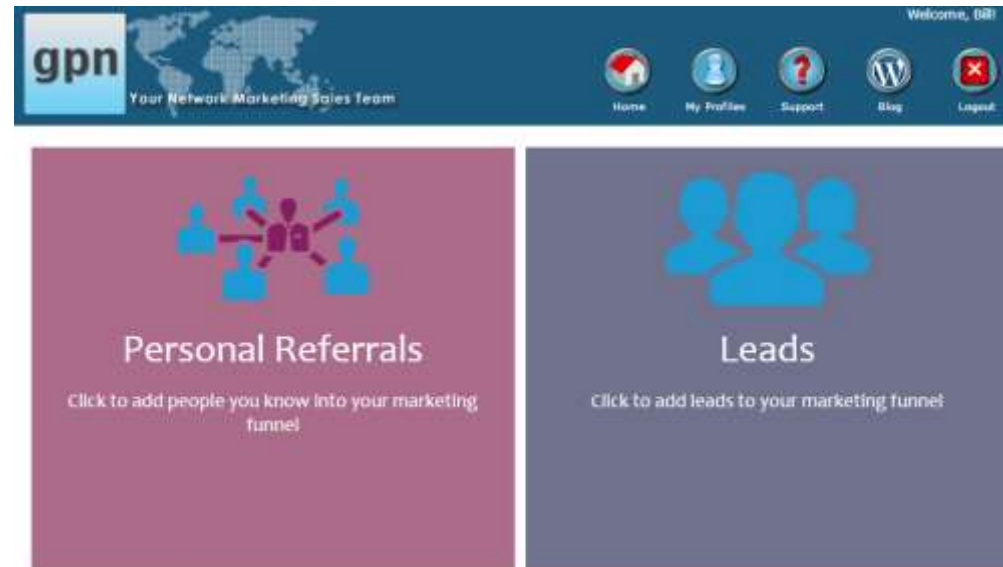 Welcome, Bill!
gpn
Your Network Marketing Sales Team
Home
My Profiles
Support
Blog
Logout
Personal Referrals
Click to add people you know into your marketing
funnel
Leads
Click to add leads to your marketing funnel